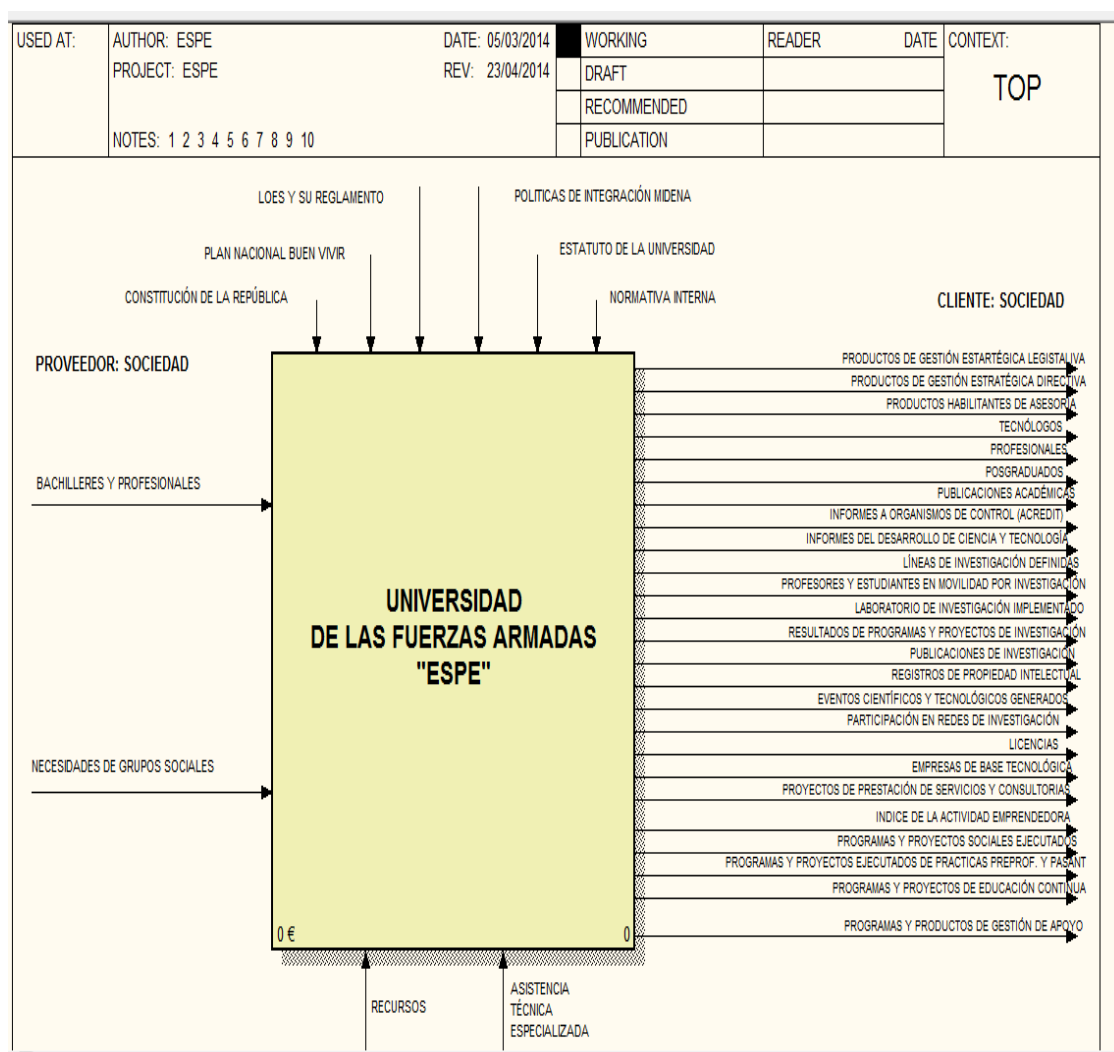 USED AT:
AUTHOR: ESPE
DATE: 05/03/2014
WORKING
READER
DATE
CONTEXT:
PROJECT: ESPE
REV: 23/04/2014
DRAFT
TOP
RECOMMENDED
NOTES: 1 2 3 4 5 6 7 8 9 10
PUBLICATION
LOES Y SU REGLAMENTO
POLITICAS DE INTEGRACIÓN MIDENA
PLAN NACIONAL BUEN VIVIR
ESTATUTO DE LA UNIVERSIDAD
CONSTITUCIÓN DE LA REPÚBLICA
NORMATIVA INTERNA
CLIENTE: SOCIEDAD
PROVEEDOR: SOCIEDAD
BACHILLERES Y PROFESIONALES
NECESIDADES DE GRUPOS SOCIALES
UNIVERSIDAD
DE LAS FUERZAS ARMADAS
"ESPE"
0 €
0
PRODUCTOS DE GESTIÓN ESTARTÉGICA LEGISTALIVA
PRODUCTOS DE GESTIÓN ESTRATÉGICA DIRECTIVA
PRODUCTOS HABILITANTES DE ASESORIA
TECNÓLOGOS
PROFESIONALES
POSGRADUADOS
PUBLICACIONES ACADÉMICAS
INFORMES A ORGANISMOS DE CONTROL (ACREDIT)
INFORMES DEL DESARROLLO DE CIENCIA Y TECNOLOGÍA
LÍNEAS DE INVESTIGACIÓN DEFINIDAS
PROFESORES Y ESTUDIANTES EN MOVILIDAD POR INVESTIGACIÓN
LABORATORIO DE INVESTIGACIÓN IMPLEMENTADO
RESULTADOS DE PROGRAMAS Y PROYECTOS DE INVESTIGACIÓN
PUBLICACIONES DE INVESTIGACIÓN
REGISTROS DE PROPIEDAD INTELECTUAL
EVENTOS CIENTÍFICOS Y TECNOLÓGICOS GENERADOS
PARTICIPACIÓN EN REDES DE INVESTIGACIÓN
LICENCIAS
EMPRESAS DE BASE TECNOLÓGICA
PROYECTOS DE PRESTACIÓN DE SERVICIOS Y CONSULTORIAS
INDICE DE LA ACTIVIDAD EMPRENDEDORA
PROGRAMAS Y PROYECTOS SOCIALES EJECUTADOS
PROGRAMAS Y PROYECTOS EJECUTADOS DE PRACTICAS PREPROF. Y PASANT
PROGRAMAS Y PROYECTOS DE EDUCACIÓN CONTINUA
PROGRAMAS Y PRODUCTOS DE GESTIÓN DE APOYO
RECURSOS
ASISTENCIA
TÉCNICA
ESPECIALIZADA